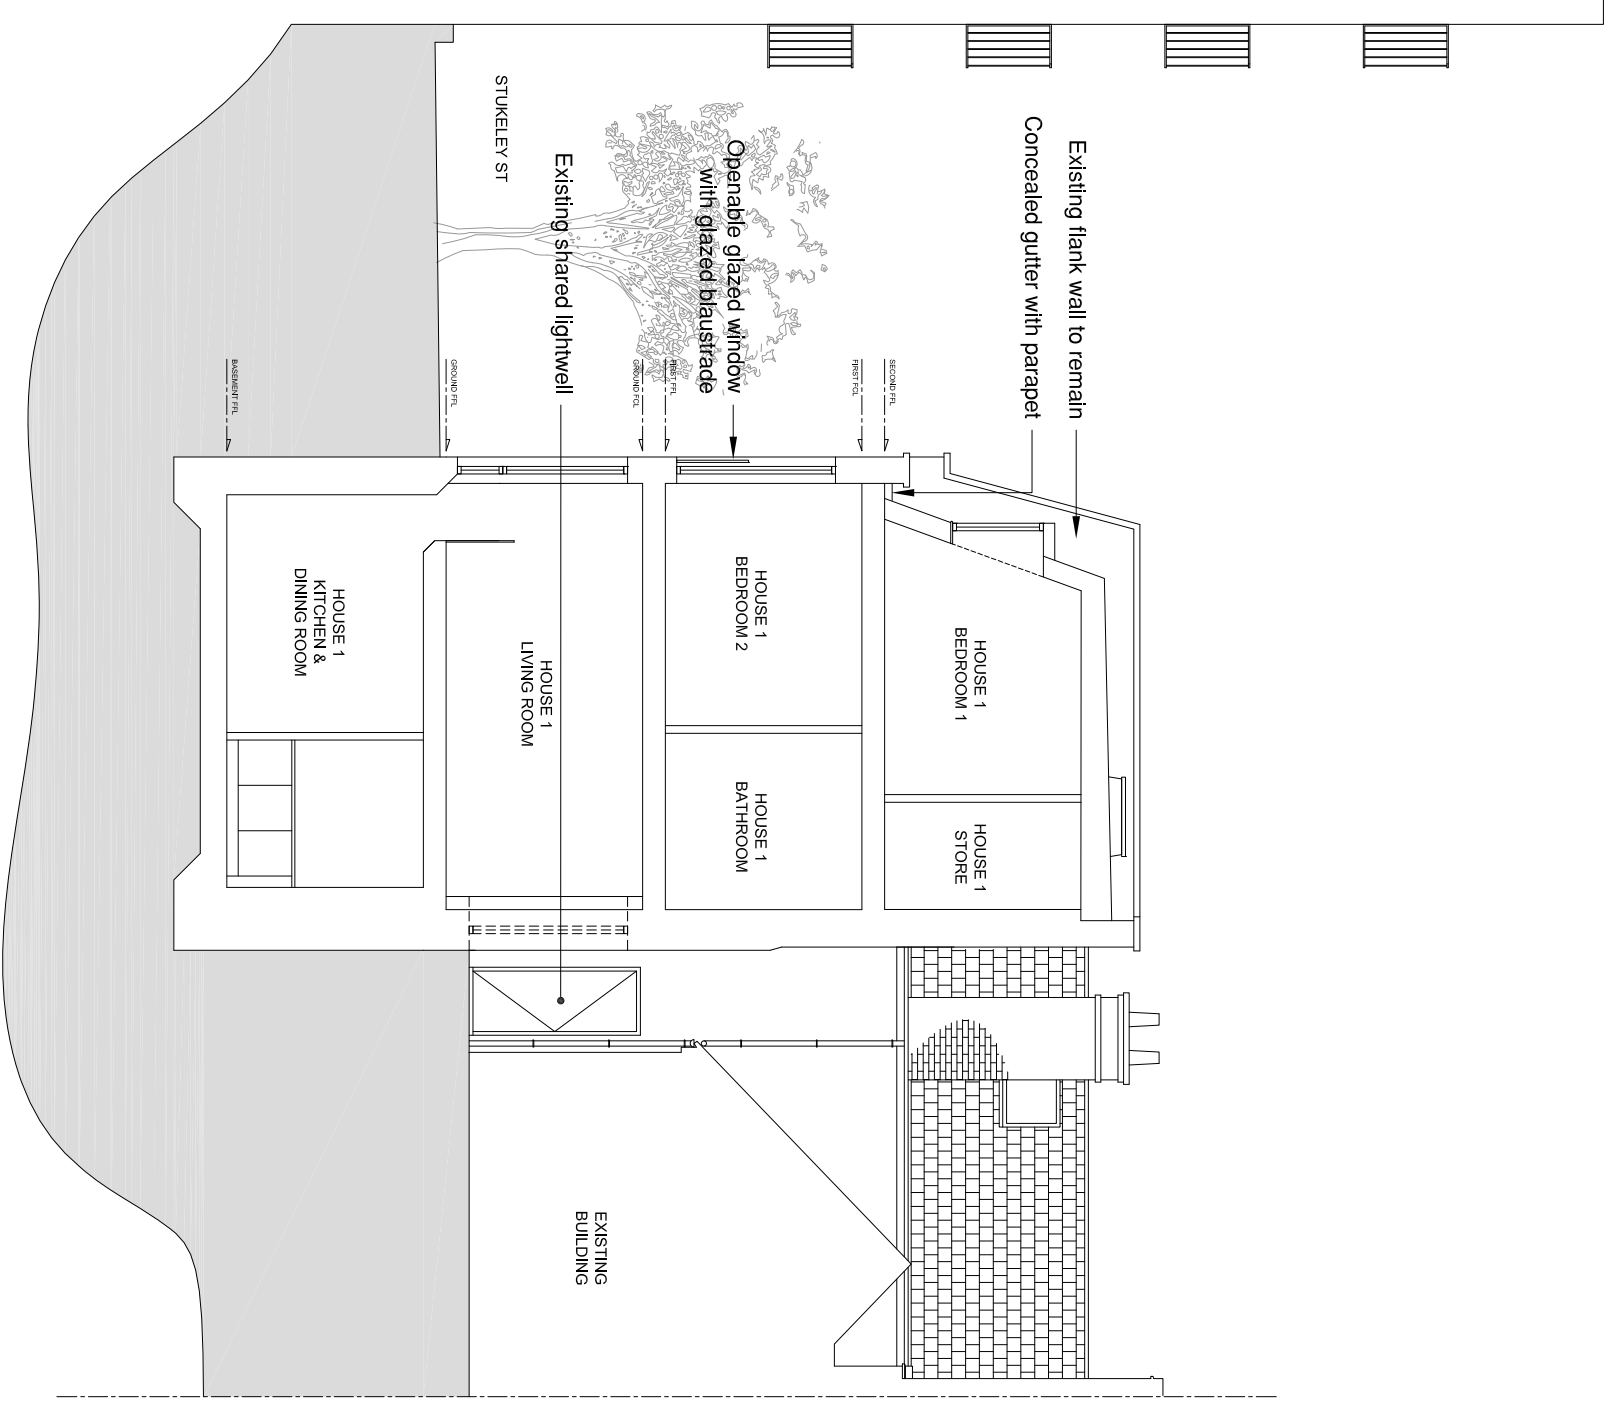 Existing flank wall to remain
Concealed gutter with parapet
Openable glazed window
with glazed blaustrade
Existing shared lightwell
STUKELEY ST
SECOND FFL
FIRST FCL
FIRST FFL
GROUND FCL
GROUND FFL
BASEMENT FFL
HOUSE 1
BEDROOM 1
HOUSE 1
STORE
HOUSE 1
BEDROOM 2
HOUSE 1
BATHROOM
HOUSE 1
LIVING ROOM
HOUSE 1
KITCHEN &
DINING ROOM
EXISTING
BUILDING